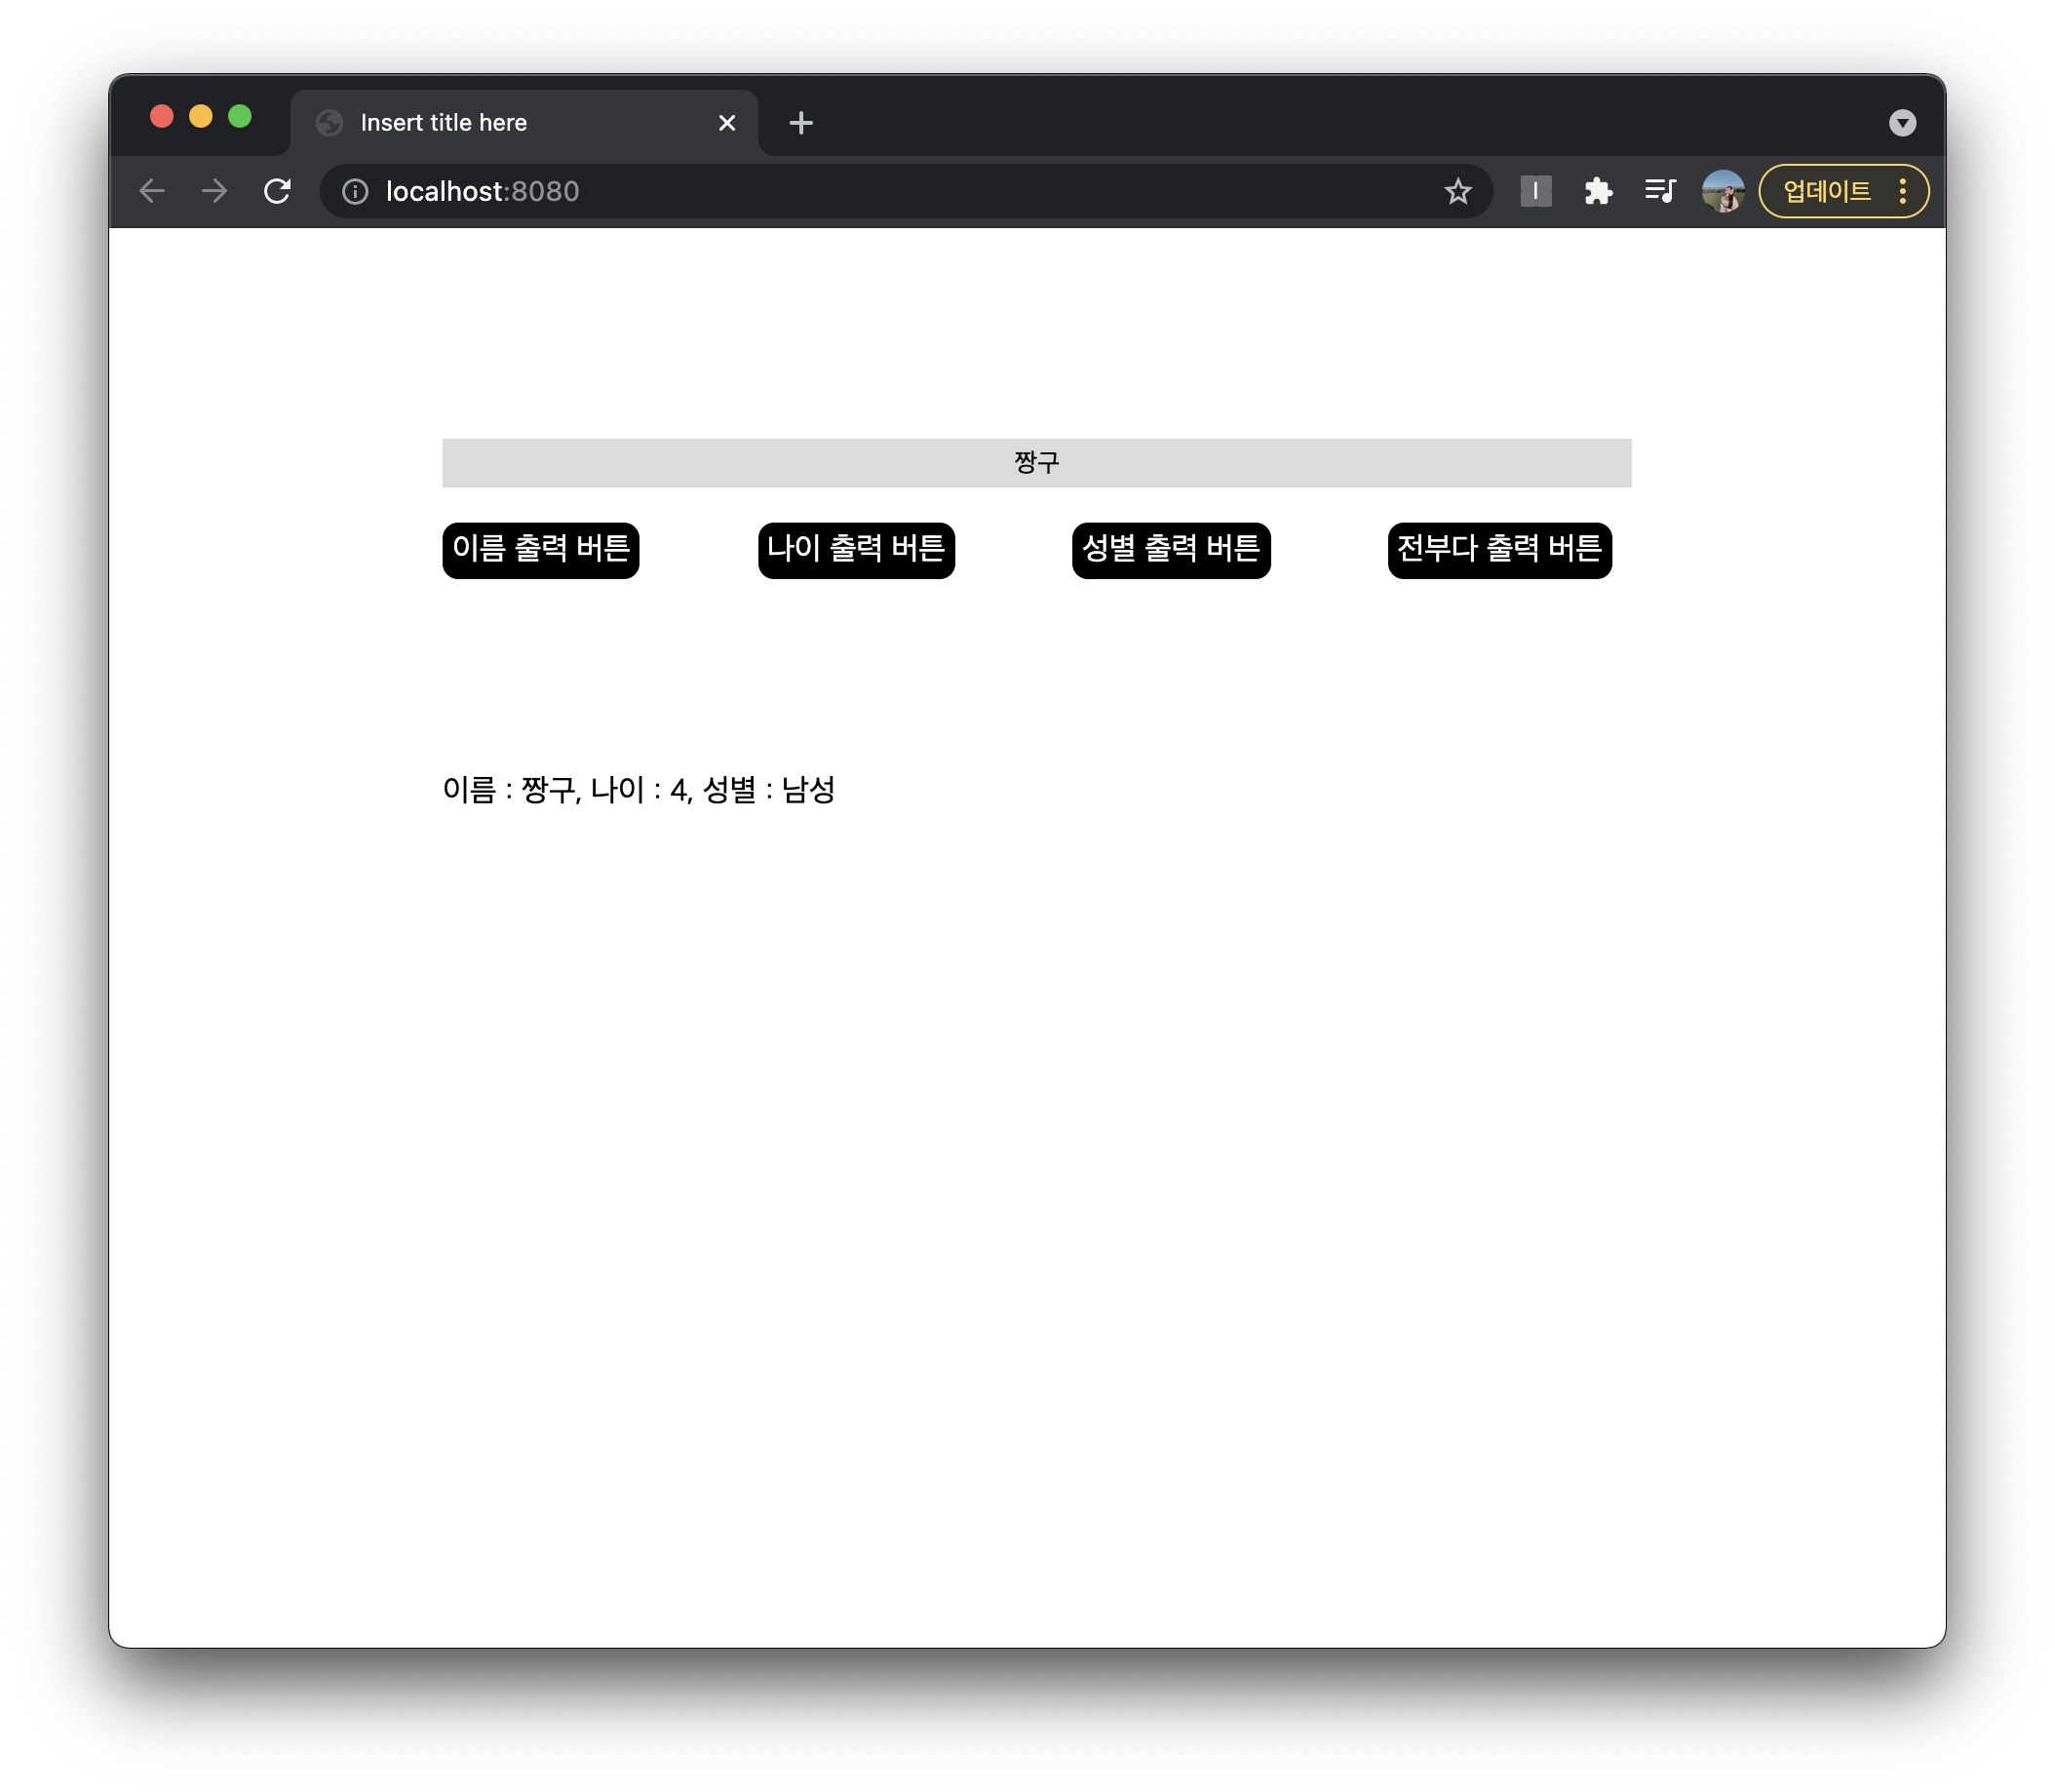 Insert title here
localhost:8080
업데이트
짱구
이름 출력 버튼 나이 출력 버튼 성별 출력 버튼 전부다 출력 버튼
이름 : 짱구, 나이 : 4, 성별 : 남성